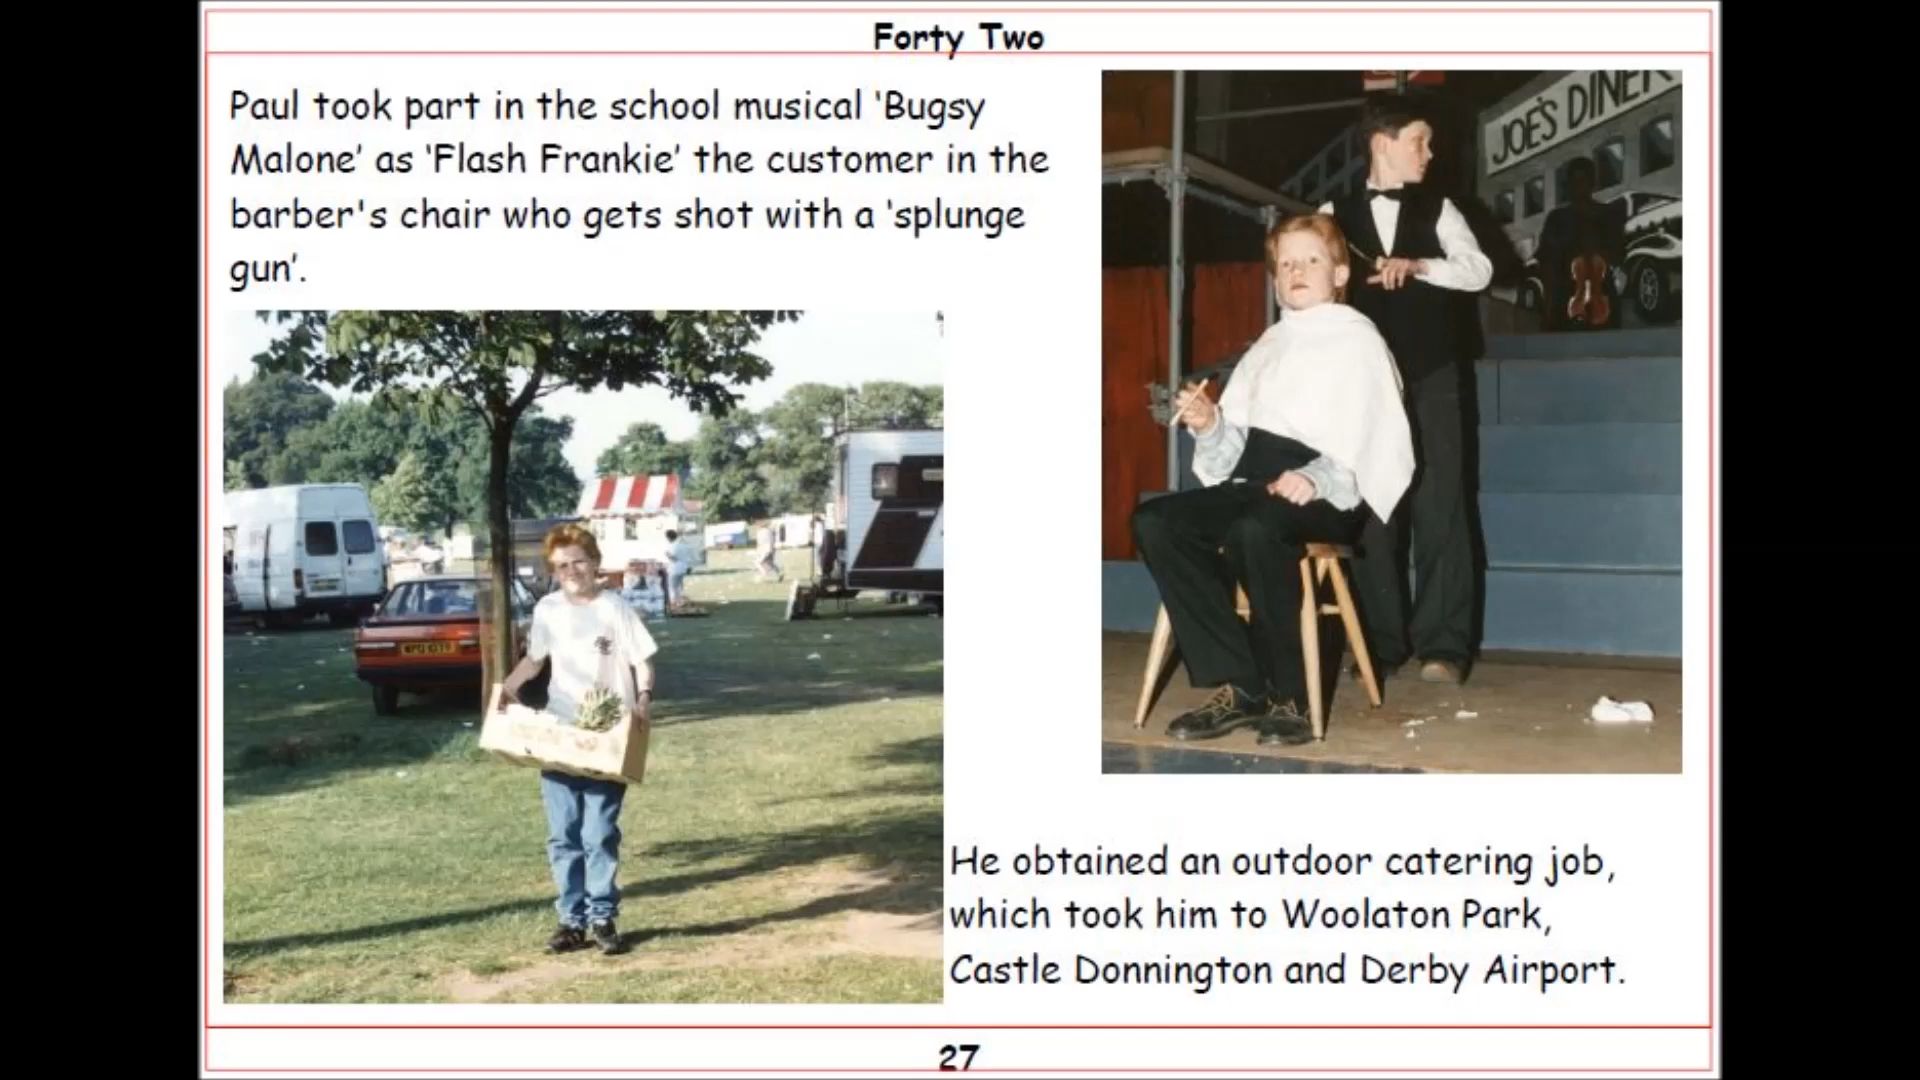 Forty Two
Paul took part in the school musical ‘Bugsy
Malone’ as ‘Flash Frankie’ the customer in the
barber's chair who gets shot with a ‘splunge
gun’.
JOE'S DINER
He obtained an outdoor catering job,
which took him to Woolaton Park,
Castle Donnington and Derby Airport.
27